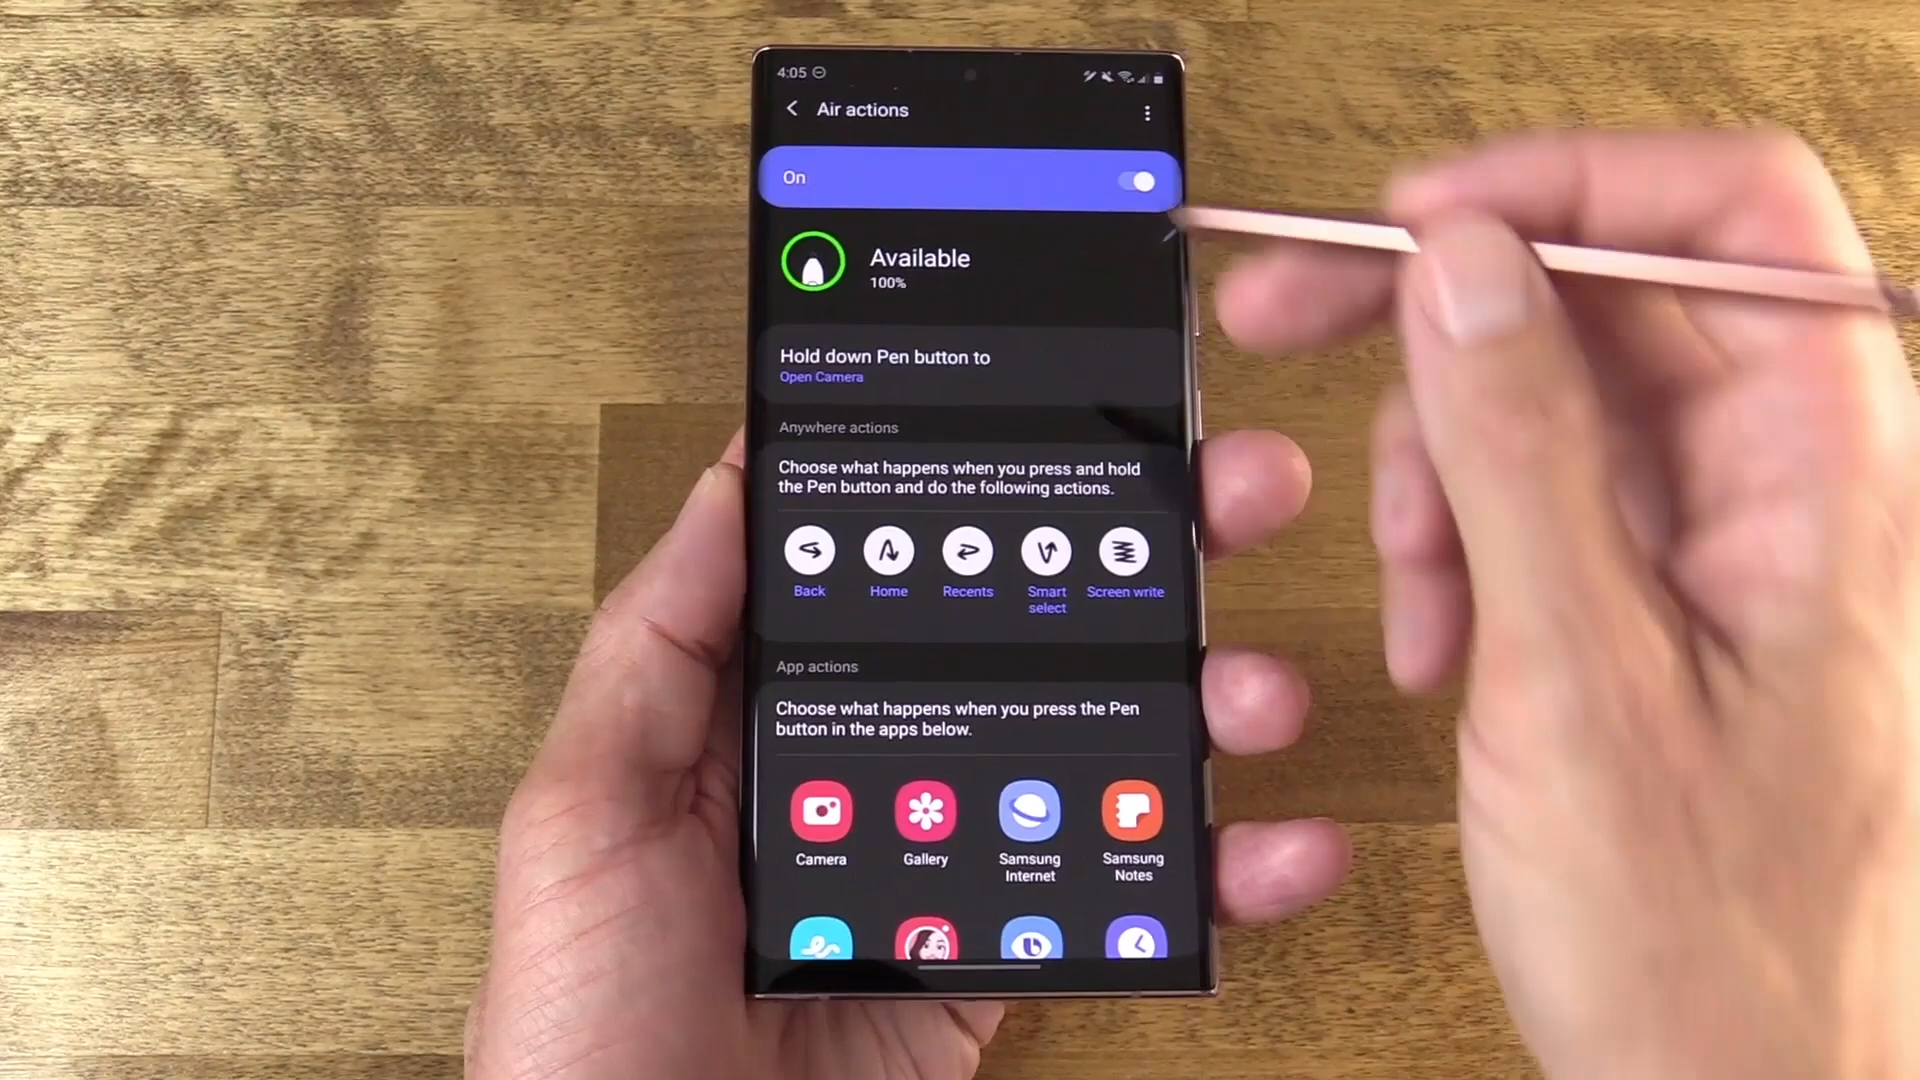 4:05
Air actions
On
Available
100%
Hold down Pen button to
Open Camera
Anywhere actions
Choose what happens when you press and hold
the Pen button and do the following actions.
Back
Home
Recents
Smart
select
Screen write
App actions
Choose what happens when you press the Pen
button in the apps below.
Camera
Gallery
Samsung
Internet
Samsung
Notes